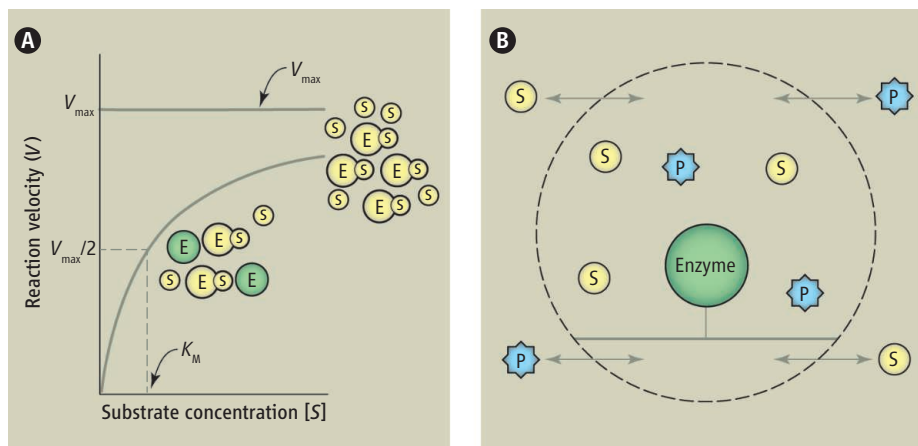 A
V max
V max
Reaction velocity (V)
V max/2
K M
Substrate concentration [S]
S
S
S
S
E
S
S
E
S
E
S
S
E
S
S
S
E
E
S
S
E
S
E
B
S
P
S
P
S
S
Enzyme
P
P
S